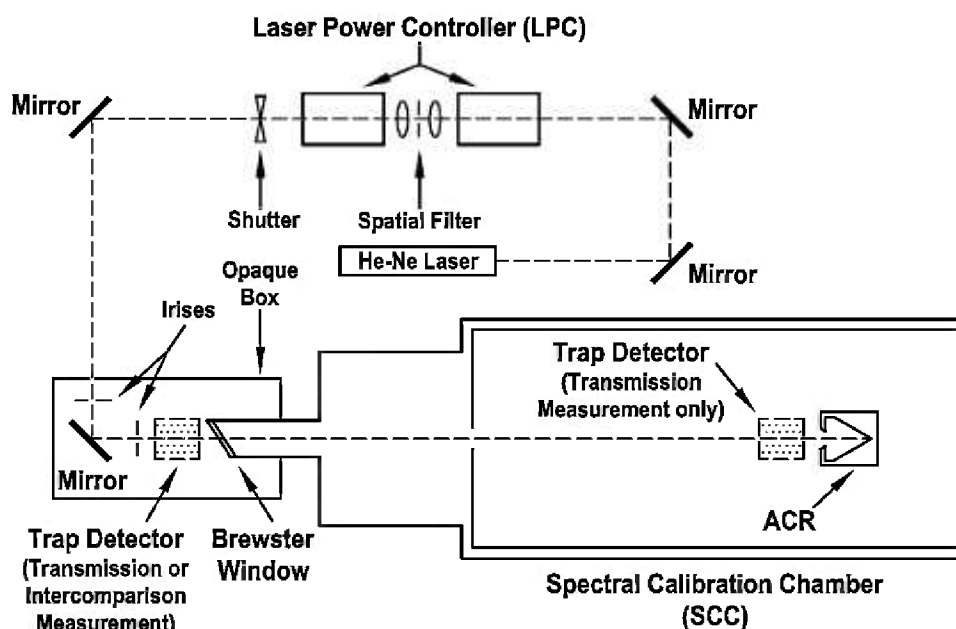 Laser Power Controller (LPC)
Mirror
Mirror
Shutter
Spatial Filter
He-Ne Laser
Mirror
Opaque
Box
Irises
Trap Detector
(Transmission
Measurement only)
Mirror
ACR
Trap Detector
(Transmission or
Intercomparison
Measurement)
Brewster
Window
Spectral Calibration Chamber
(SCC)